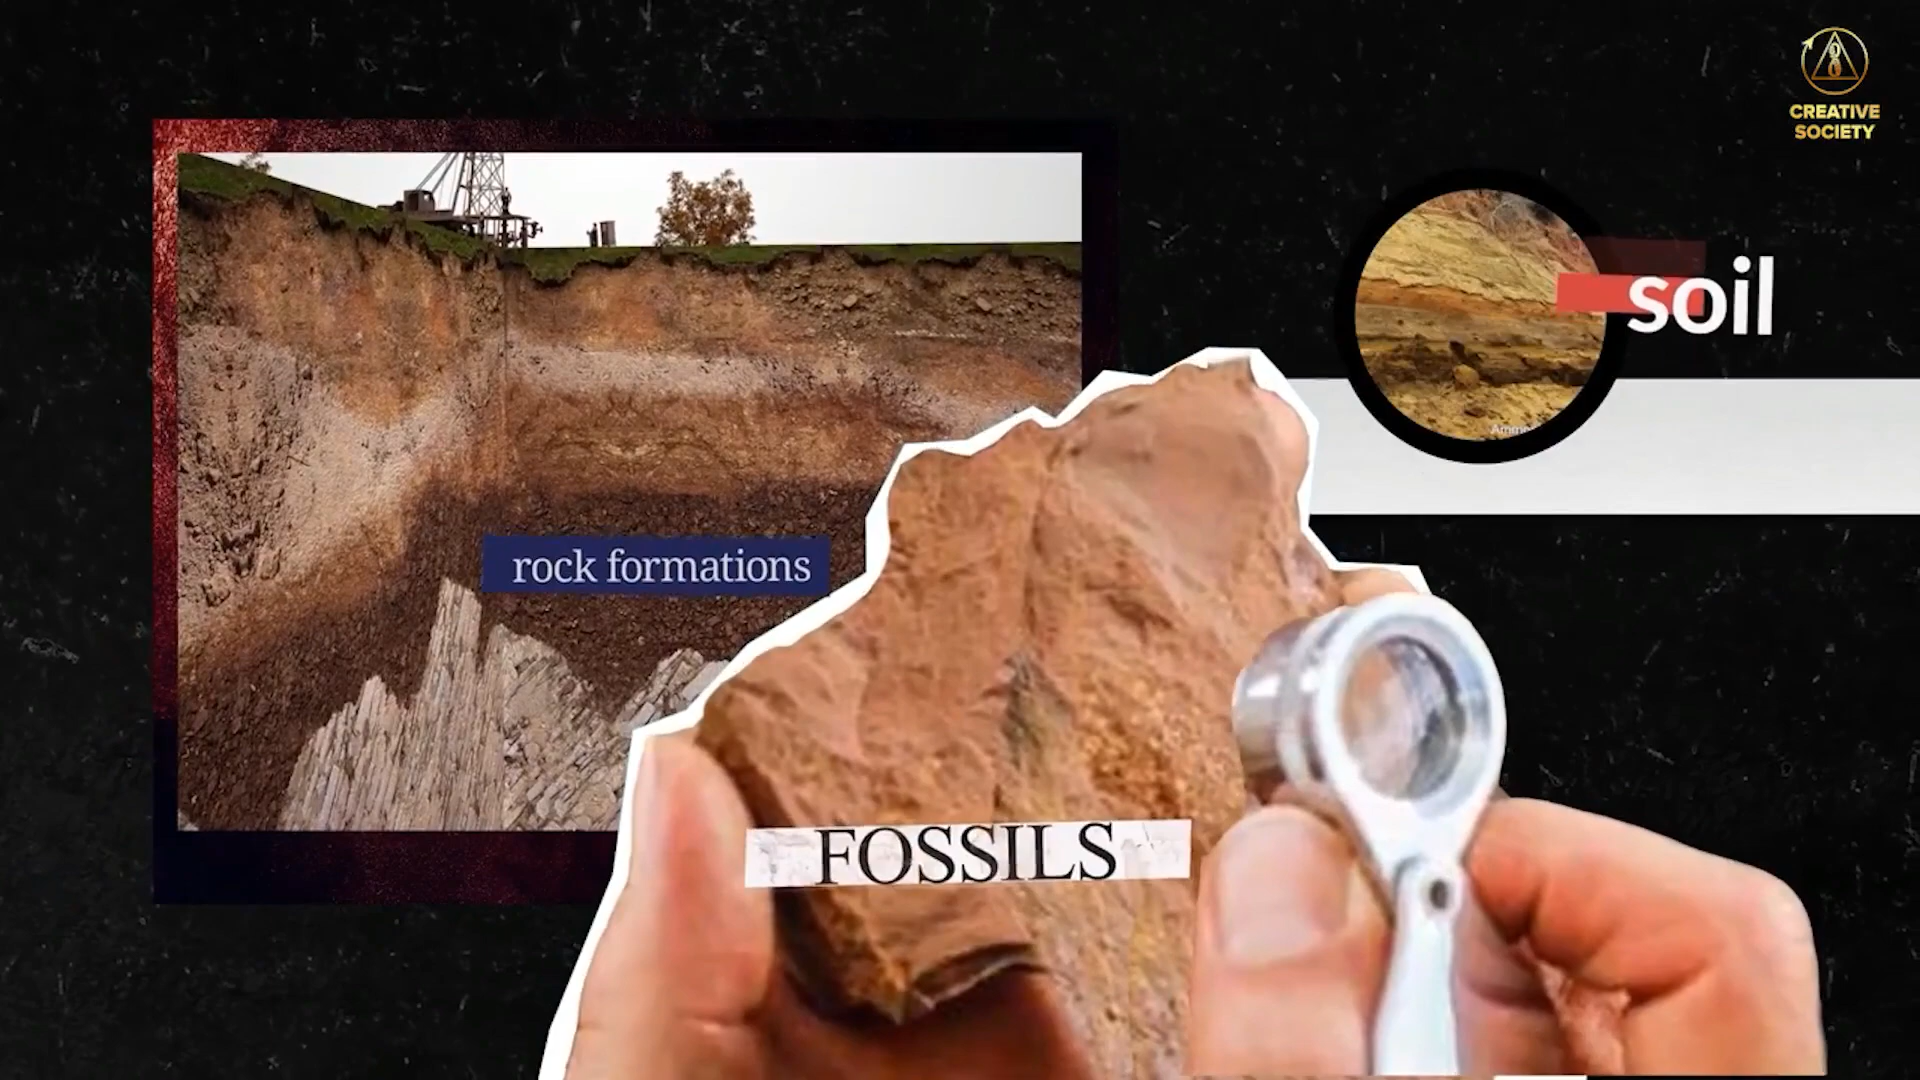 CREATIVE
SOCIETY
soil
rock formations
FOSSILS